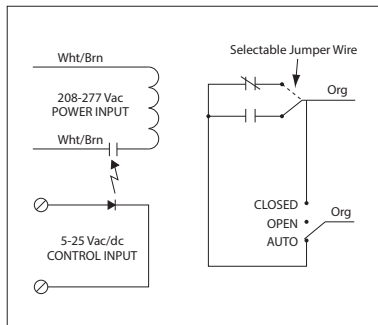 Selectable Jumper Wire
Wht/Brn
Org
208-277 Vac
POWER INPUT
Wht/Brn
CLOSED
OPEN
Org
AUTO
5-25 Vac/dc
CONTROL INPUT